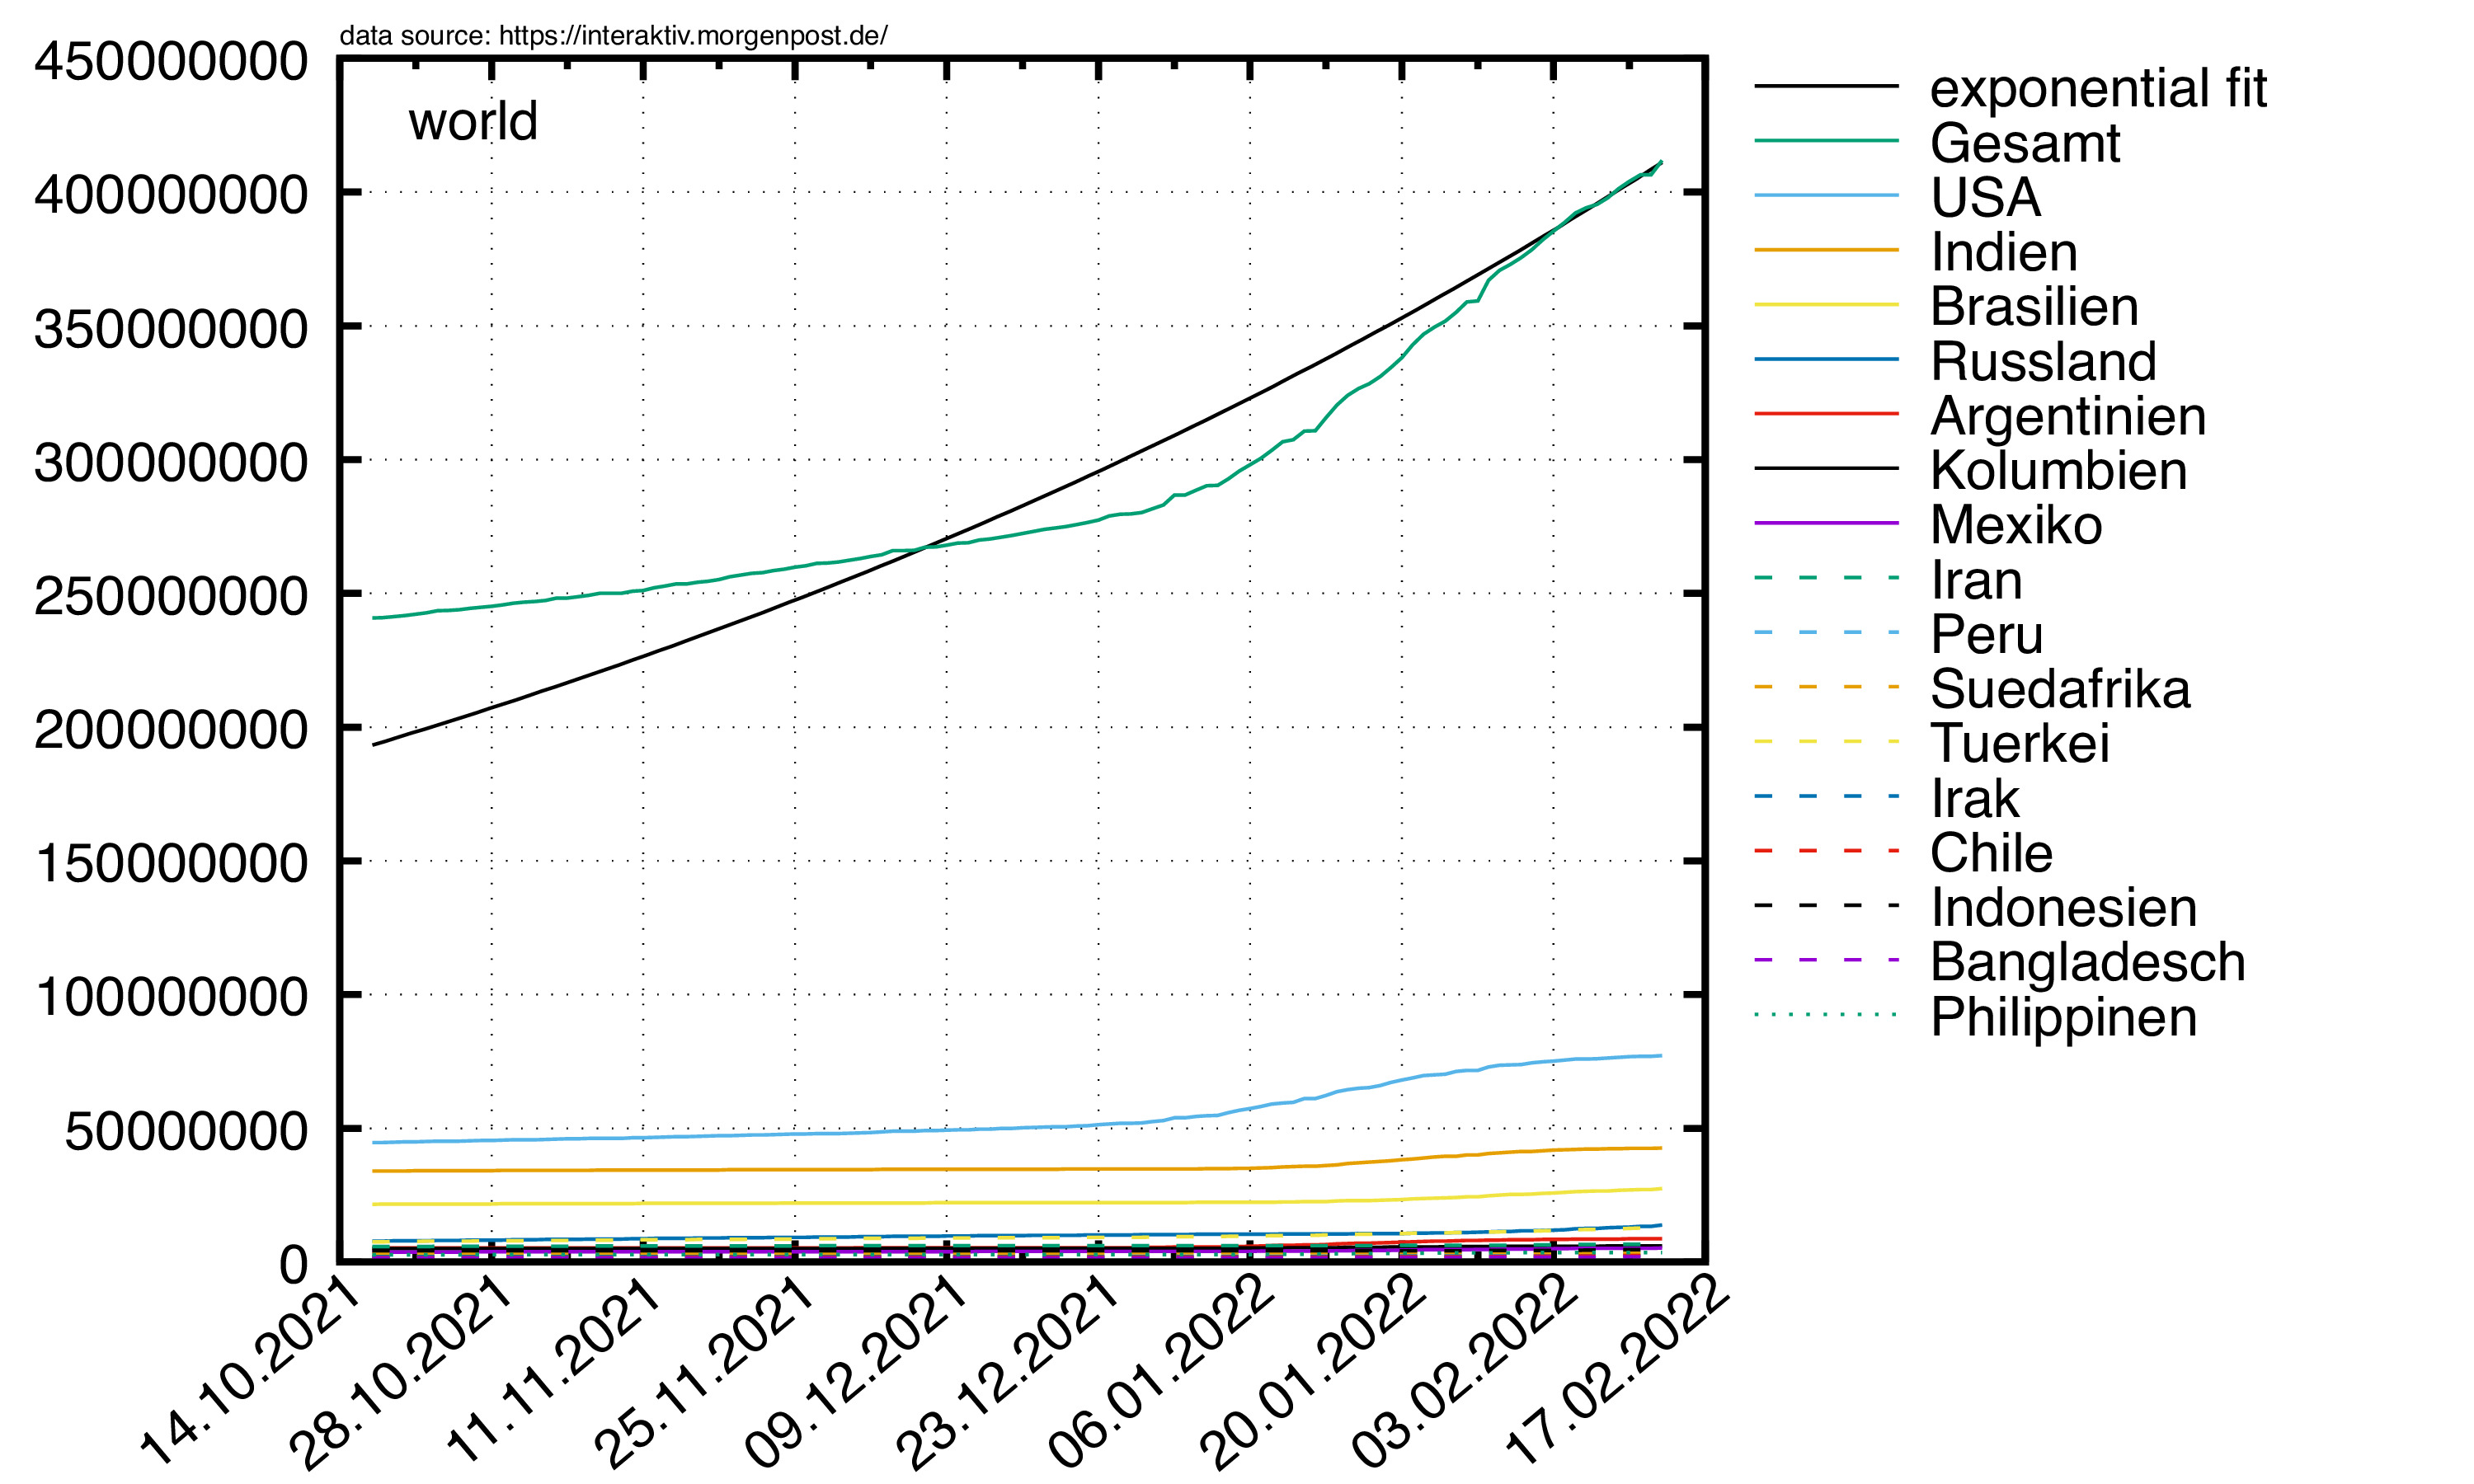 data source: https://interaktiv.morgenpost.de/
world
450000000
400000000
350000000
300000000
250000000
200000000
150000000
100000000
50000000
0
14.10.2021
28.10.2021
11.11.2021
25.11.2021
09.12.2021
23.12.2021
06.01.2022
20.01.2022
03.02.2022
17.02.2022
exponential fit
Gesamt
USA
Indien
Brasilien
Russland
Argentinien
Kolumbien
Mexiko
Iran
Peru
Suedafrika
Tuerkei
Irak
Chile
Indonesien
Bangladesch
Philippinen